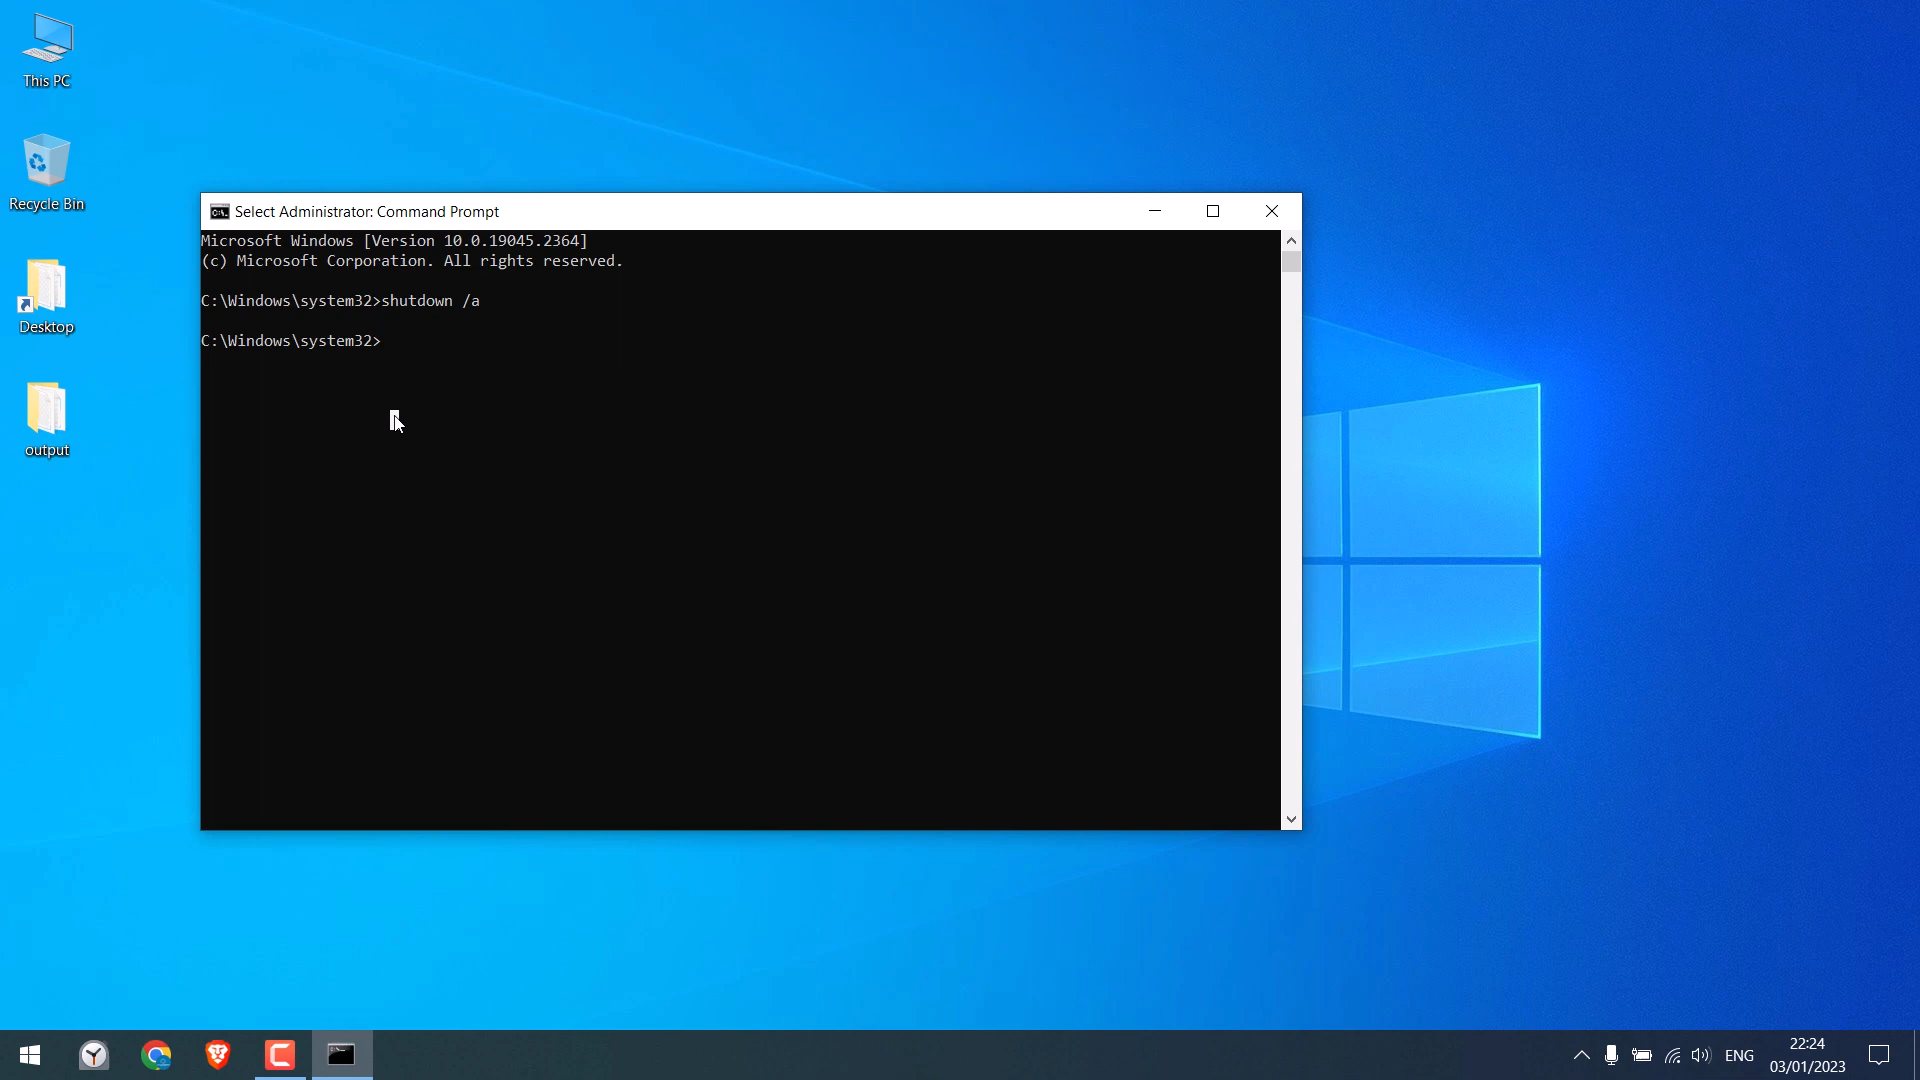 This PC
Recycle Bin
Desktop
output
Select Administrator: Command Prompt
Microsoft Windows [Version 10.0.19045.2364]
(c) Microsoft Corporation. All rights reserved.
C:\Windows\system32>shutdown /a
C:\Windows\system32>
ENG
22:24
03/01/2023